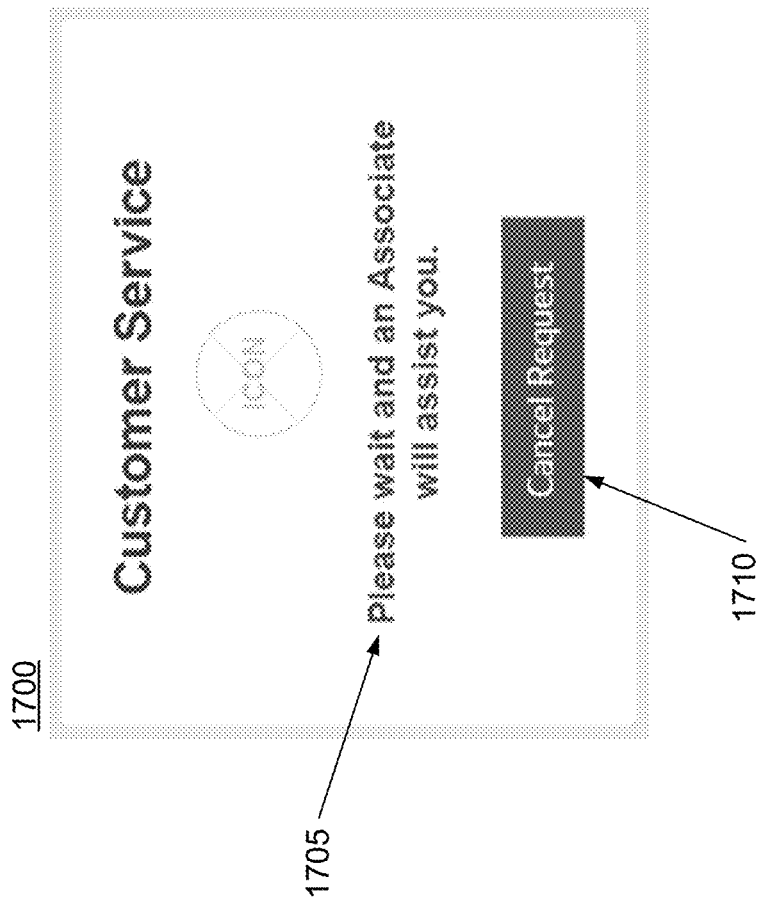 1700
Customer Service
ICON
1705
Please wait and an Associate
will assist you.
Cancel Request
1710